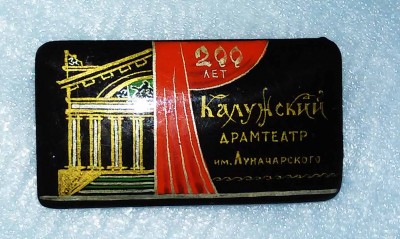 200
ЛЕТ
Калужский
ДРАМТЕАТР
ИМ. ЛУНАЧАРСКОГО